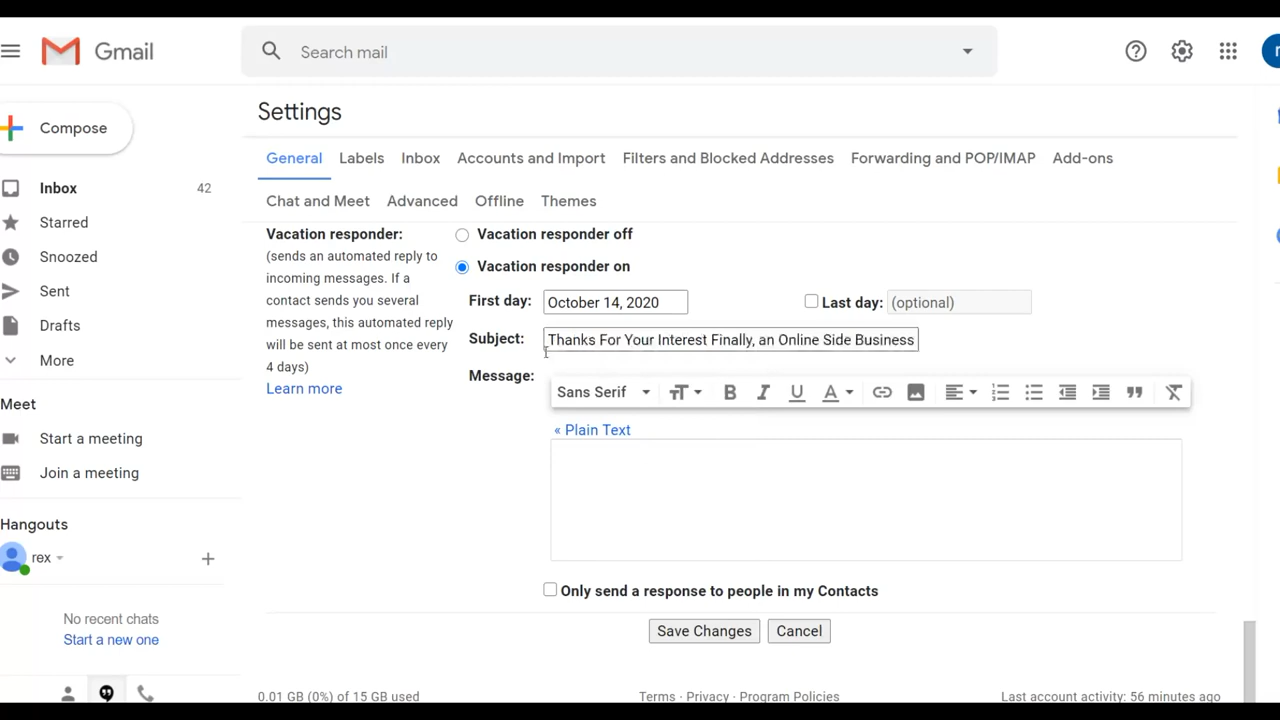 Gmail
Search mail
Compose
Inbox 42
Starred
Snoozed
Sent
Drafts
More
Meet
Start a meeting
Join a meeting
Hangouts
rex
No recent chats
Start a new one
Settings
General Labels Inbox Accounts and Import Filters and Blocked Addresses Forwarding and POP/IMAP Add-ons
Chat and Meet Advanced Offline Themes
Vacation responder:
(sends an automated reply to
incoming messages. If a
contact sends you several
messages, this automated reply
will be sent at most once every
4 days)
Learn more
Vacation responder off
Vacation responder on
First day: October 14, 2020 Last day: (optional)
Subject: Thanks For Your Interest Finally, an Online Side Business
Message:
Sans Serif
« Plain Text
Only send a response to people in my Contacts
Save Changes Cancel
0.01 GB (0%) of 15 GB used Terms · Privacy · Program Policies Last account activity: 56 minutes ago